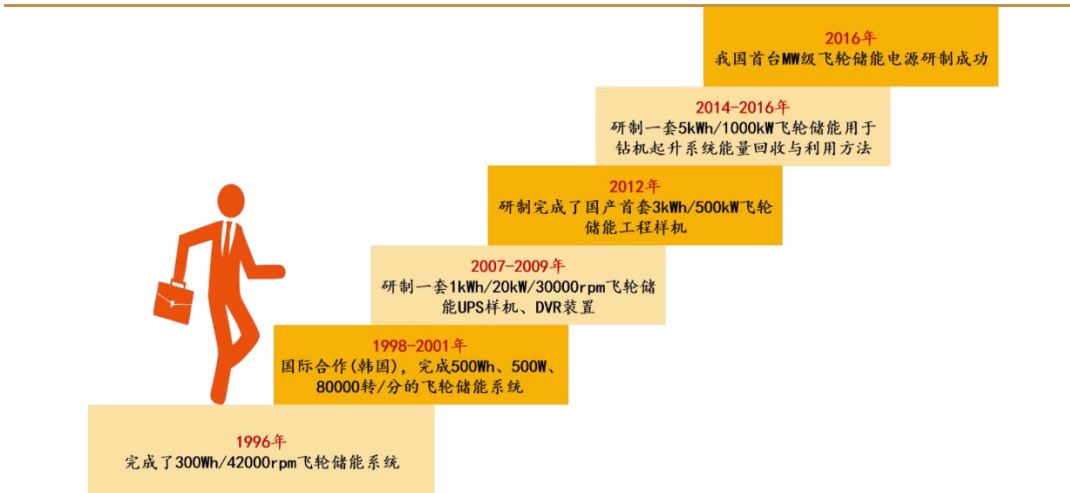 2016年
我国首台MW级飞轮储能电源研制成功
2014-2016年
研制一套5kWh/1000kW飞轮储能用于
钻机起升系统能量回收与利用方法
2012年
研制完成了国产首套3kWh/500kW飞轮
储能工程样机
2007-2009年
研制一套1kWh/20kW/30000rpm飞轮储
能UPS样机、DVR装置
1998-2001年
国际合作(韩国)，完成500Wh、500W、
80000转/分的飞轮储能系统
1996年
完成了300Wh/42000rpm飞轮储能系统